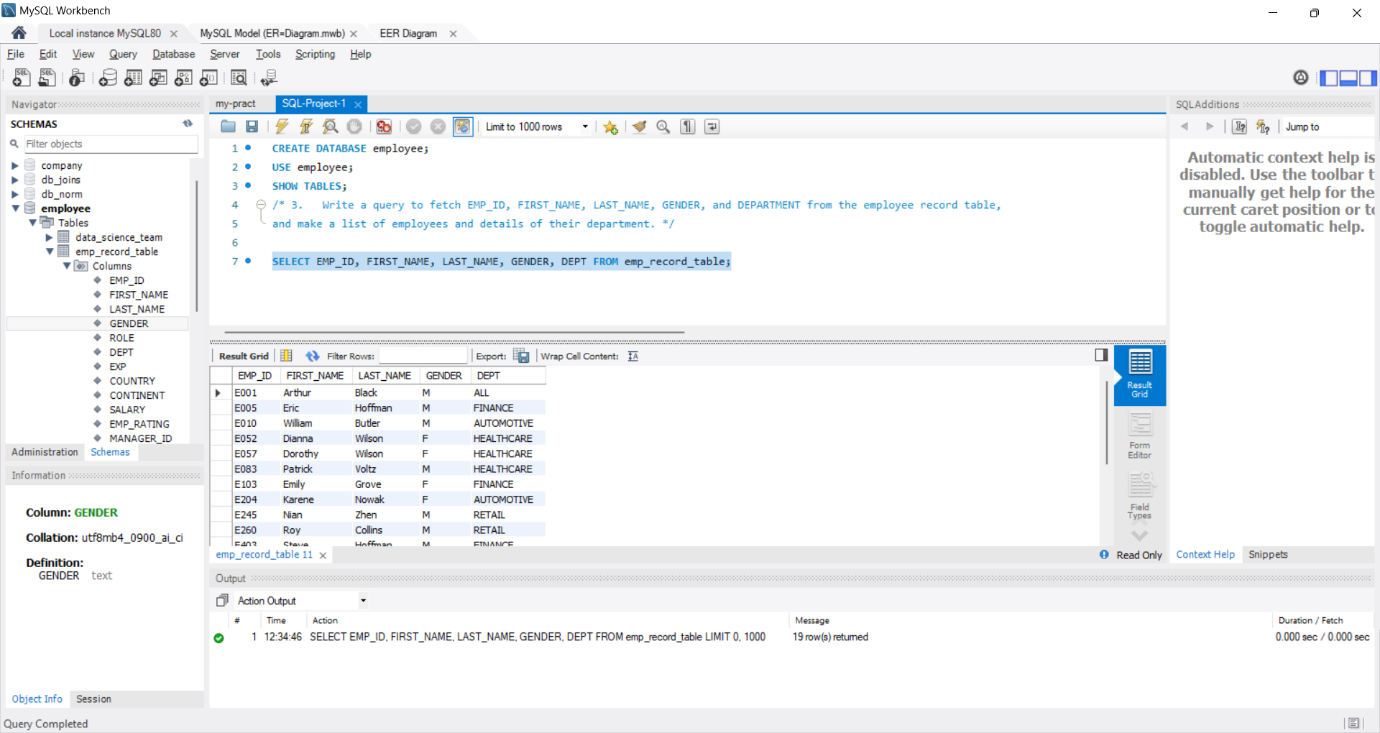 MySQL Workbench
Local instance MySQL80 × MySQL Model (ER=Diagram.mwb) × EER Diagram ×
File Edit View Query Database Server Tools Scripting Help
Navigator
SCHEMAS
Filter objects
company
db_joins
db_norm
employee
Tables
data_science_team
emp_record_table
Columns
EMP_ID
FIRST_NAME
LAST_NAME
GENDER
ROLE
DEPT
EXP
COUNTRY
CONTINENT
SALARY
EMP_RATING
MANAGER_ID
Administration Schemas
Information
Column: GENDER
Collation: utf8mb4_0900_ai_ci
Definition:
GENDER text
Object Info Session
Query Completed
my-pract SQL-Project-1 ×
Limit to 1000 rows
1 CREATE DATABASE employee;
2 USE employee;
3 SHOW TABLES;
4 /* 3. Write a query to fetch EMP_ID, FIRST_NAME, LAST_NAME, GENDER, and DEPARTMENT from the employee record table,
5 and make a list of employees and details of their department. */
6
7 SELECT EMP_ID, FIRST_NAME, LAST_NAME, GENDER, DEPT FROM emp_record_table;
Result Grid Filter Rows: Export: Wrap Cell Content:
EMP_ID FIRST_NAME LAST_NAME GENDER DEPT
E001 Arthur Black M ALL
E005 Eric Hoffman M FINANCE
E010 William Butler M AUTOMOTIVE
E052 Dianna Wilson F HEALTHCARE
E057 Dorothy Wilson F HEALTHCARE
E083 Patrick Voltz M HEALTHCARE
E103 Emily Grove F FINANCE
E204 Karene Nowak F AUTOMOTIVE
E245 Nian Zhen M RETAIL
E260 Roy Collins M RETAIL
E403 Steve Hoffman M FINANCE
Result
Grid
Form
Editor
Field
Types
emp_record_table 11 × Read Only
Output
Action Output
# Time Action Message Duration / Fetch
1 12:34:46 SELECT EMP_ID, FIRST_NAME, LAST_NAME, GENDER, DEPT FROM emp_record_table LIMIT 0, 1000 19 row(s) returned 0.000 sec / 0.000 sec
SQLAdditions
Jump to
Automatic context help is
disabled. Use the toolbar t
manually get help for the
current caret position or to
toggle automatic help.
Context Help Snippets